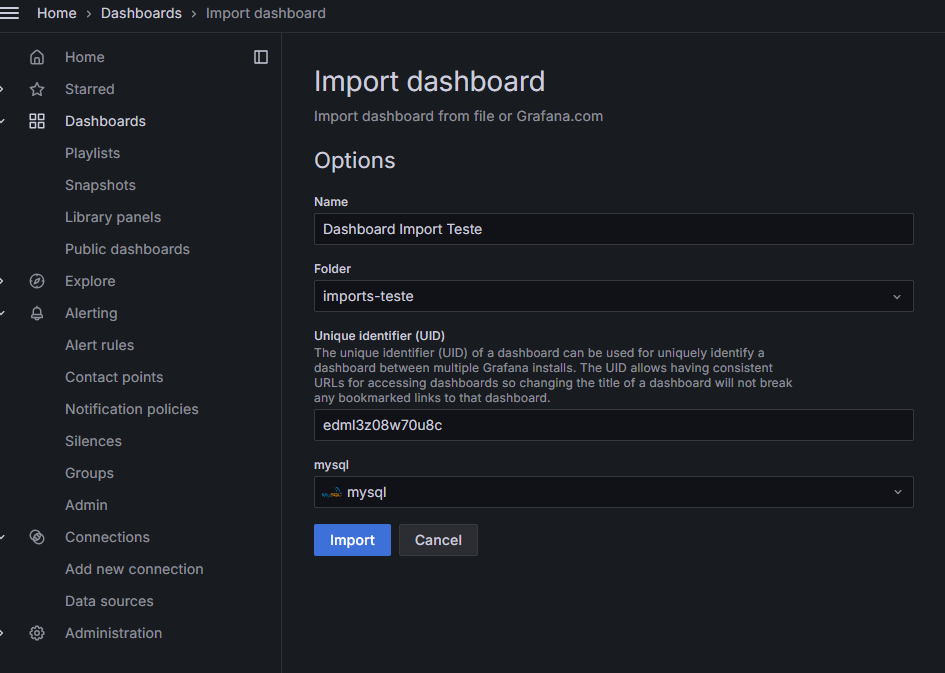 Home › Dashboards › Import dashboard
Home
Starred
Dashboards
Playlists
Snapshots
Library panels
Public dashboards
Explore
Alerting
Alert rules
Contact points
Notification policies
Silences
Groups
Admin
Connections
Add new connection
Data sources
Administration
Import dashboard
Import dashboard from file or Grafana.com
Options
Name
Dashboard Import Teste
Folder
imports-teste
Unique identifier (UID)
The unique identifier (UID) of a dashboard can be used for uniquely identify a
dashboard between multiple Grafana installs. The UID allows having consistent
URLs for accessing dashboards so changing the title of a dashboard will not break
any bookmarked links to that dashboard.
edml3z08w70u8c
mysql
MySQL mysql
Import Cancel